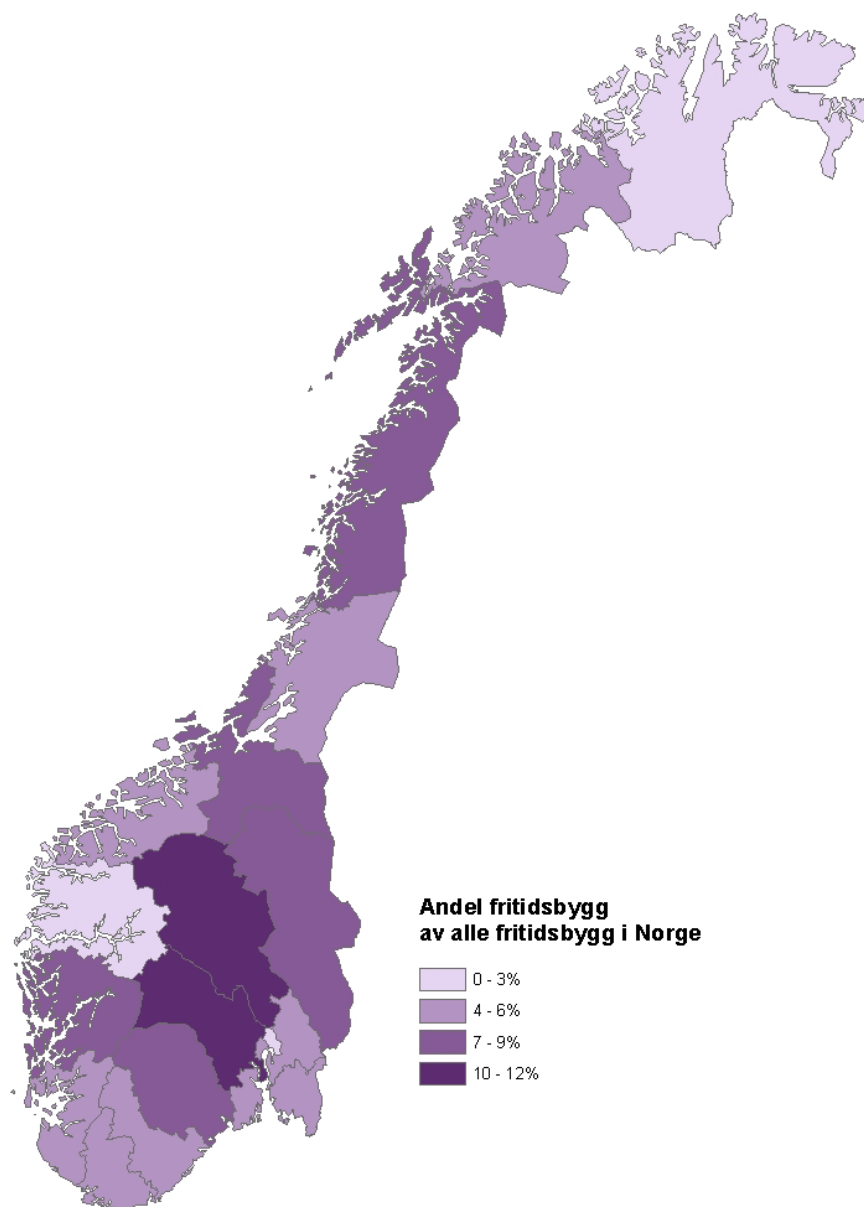 Andel fritidsbygg
av alle fritidsbygg i Norge
0 - 3%
4 - 6%
7 - 9%
10 - 12%